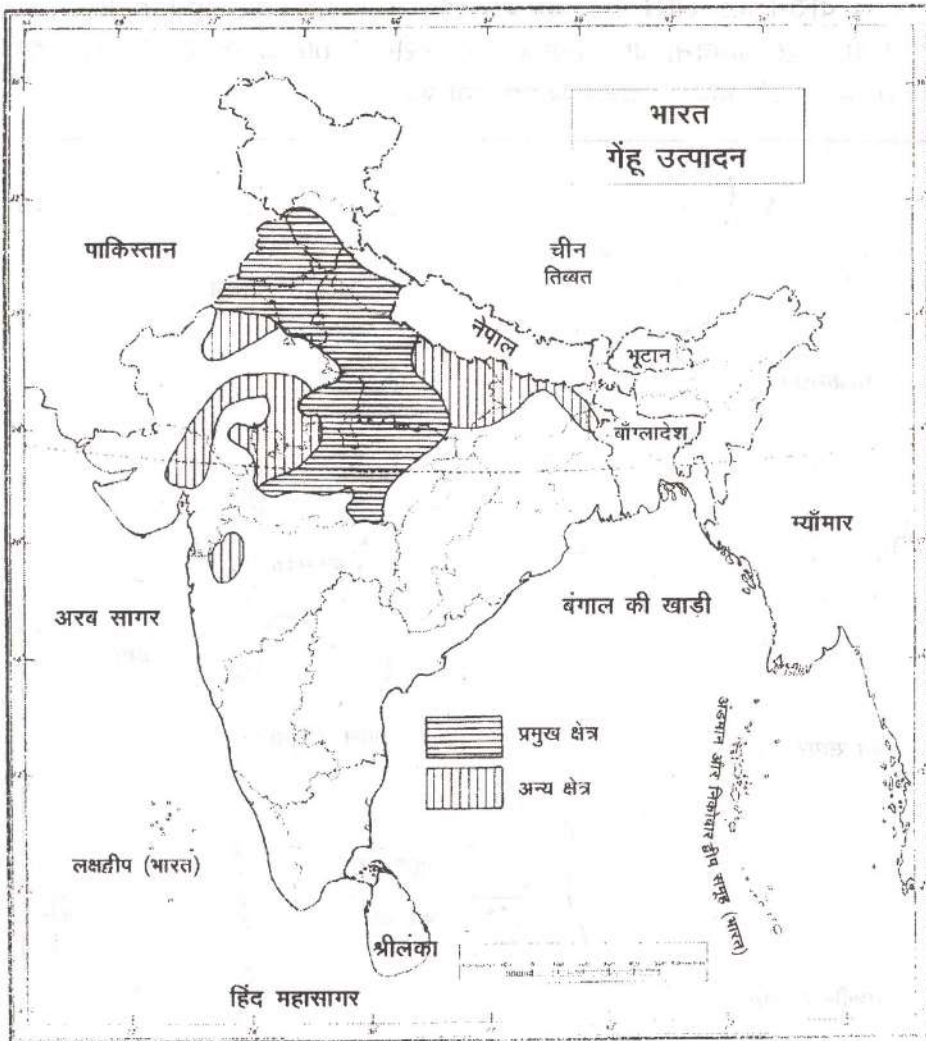 भारत
गेंहू उत्पादन
पाकिस्तान
चीन
तिब्बत
नेपाल
भूटान
बाँग्लादेश
म्याँमार
अरब सागर
बंगाल की खाड़ी
प्रमुख क्षेत्र
अन्य क्षेत्र
अंडमान और निकोबार द्वीप समूह (भारत)
लक्षद्वीप (भारत)
श्रीलंका
हिंद महासागर